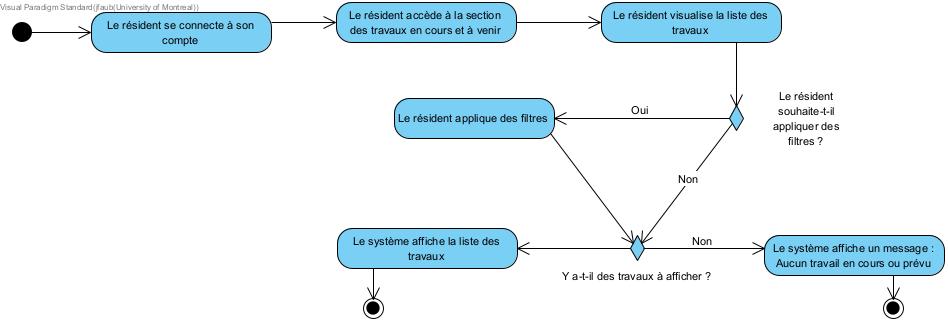 Visual Paradigm Standard(jfaub(University of Montreal))
Le résident se connecte à son
compte
Le résident accède à la section
des travaux en cours et à venir
Le résident visualise la liste des
travaux
Le résident
souhaite-t-il
appliquer des
filtres ?
Oui
Le résident applique des filtres
Non
Le système affiche la liste des
travaux
Non
Y a-t-il des travaux à afficher ?
Le système affiche un message :
Aucun travail en cours ou prévu